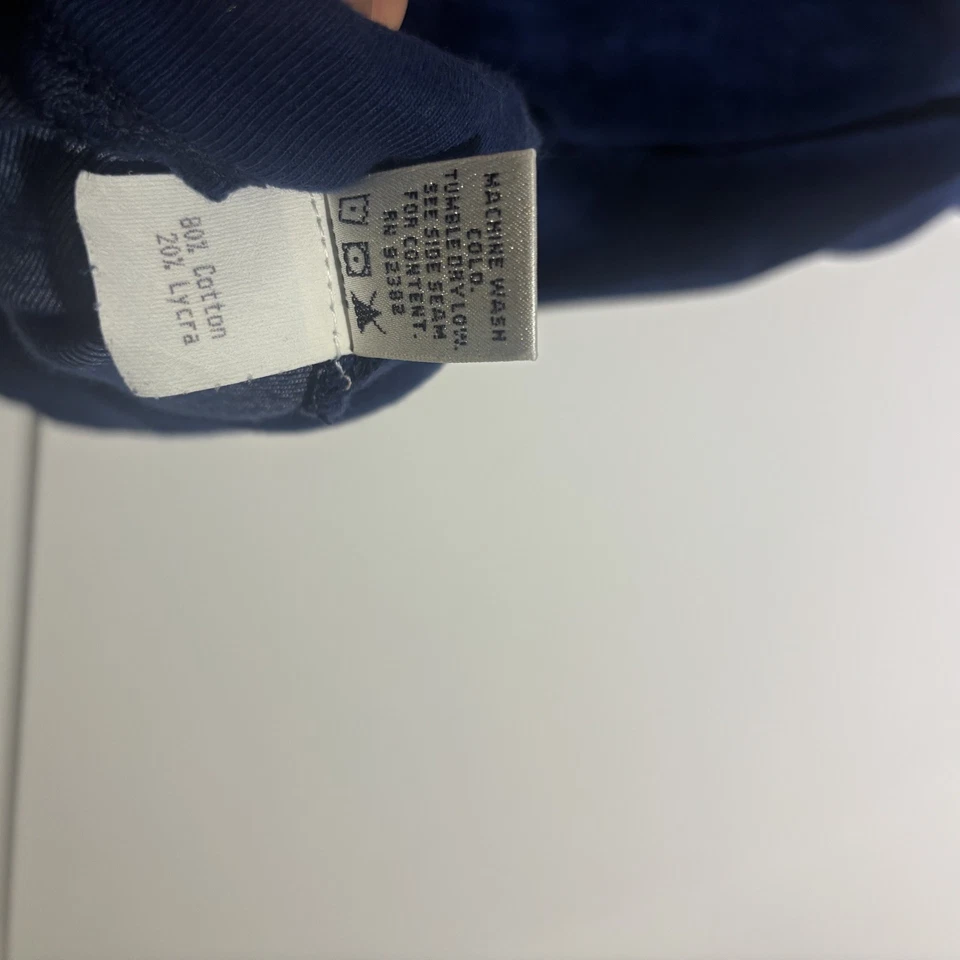 MACHINE WASH
COLD.
TUMBLE DRY LOW.
SEE SIDE SEAM
FOR CONTENT.
RN 92382
80% Cotton
20% Lycra